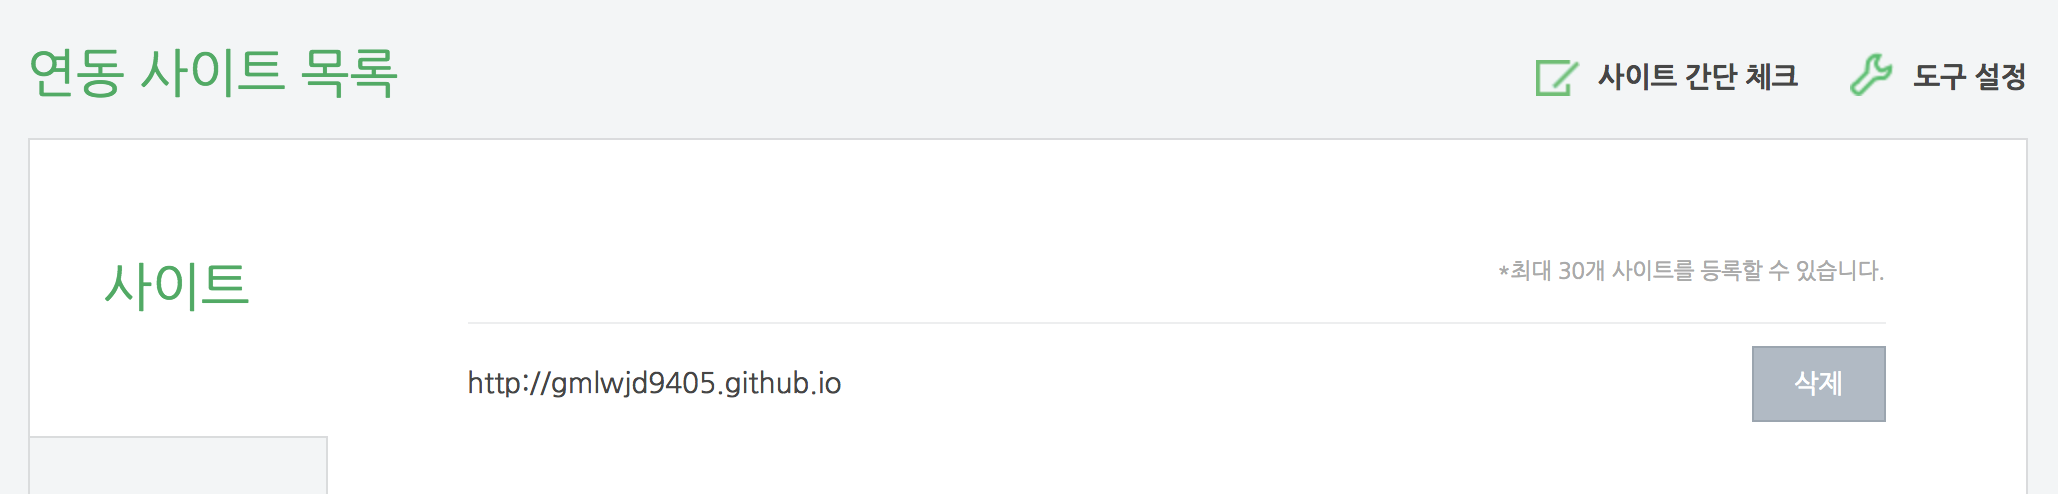 연동 사이트 목록
사이트 간단 체크
도구 설정
사이트
*최대 30개 사이트를 등록할 수 있습니다.
http://gmlwjd9405.github.io
삭제